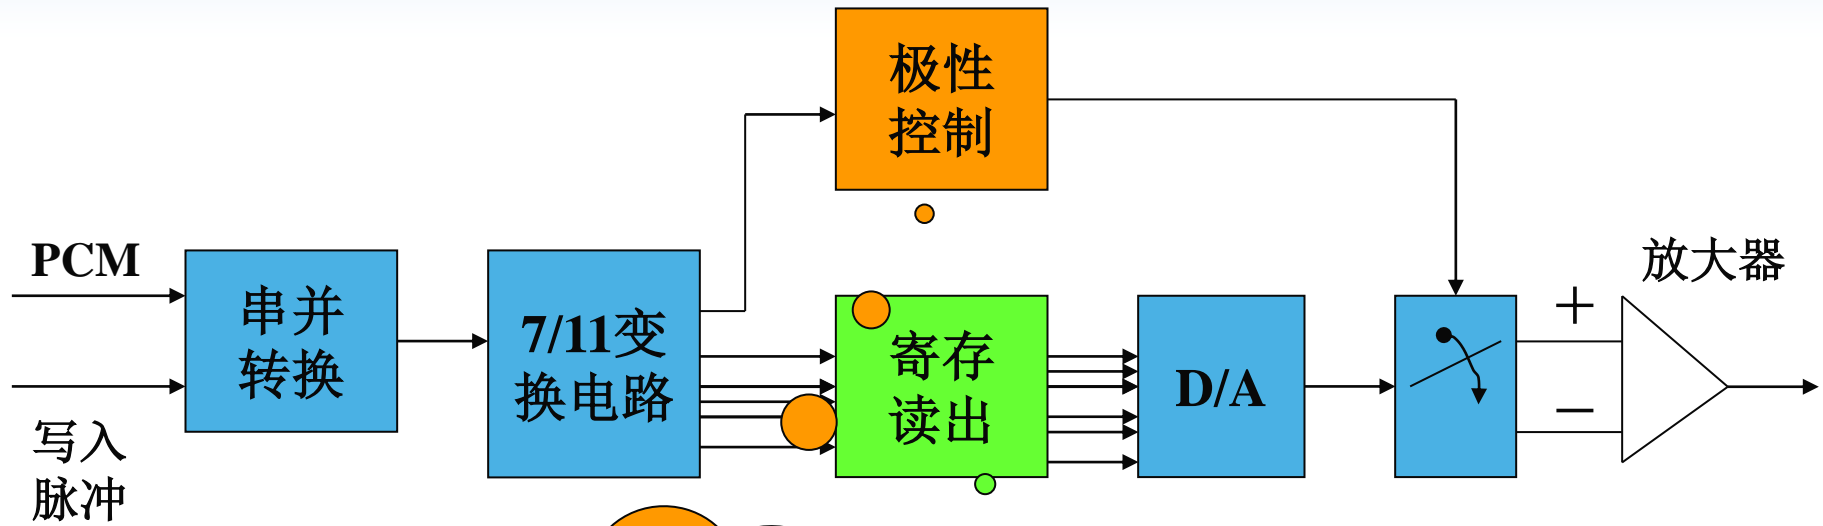 极性
控制
PCM
写入
脉冲
串并
转换
7/11变
换电路
寄存
读出
D/A
+
−
放大器